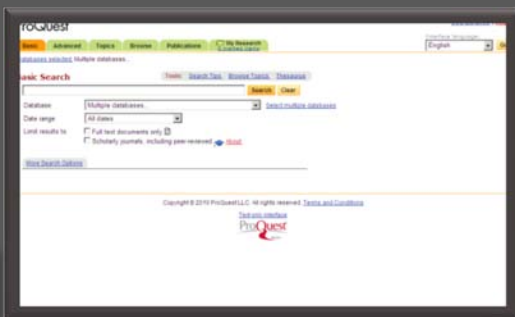 ProQuest
Interface language:
Basic Advanced Topics Browse Publications My Research
English
databases selected: Multiple databases...
Basic Search Tools: Search Tips Browse Topics Thesaurus
Search Clear
Database Multiple databases... Select multiple databases
Date range: All dates
Limit results to: Full text documents only
Scholarly journals, including peer-reviewed About
More Search Options
Copyright © 2010 ProQuest LLC. All rights reserved. Terms and Conditions
Text-only interface
ProQuest